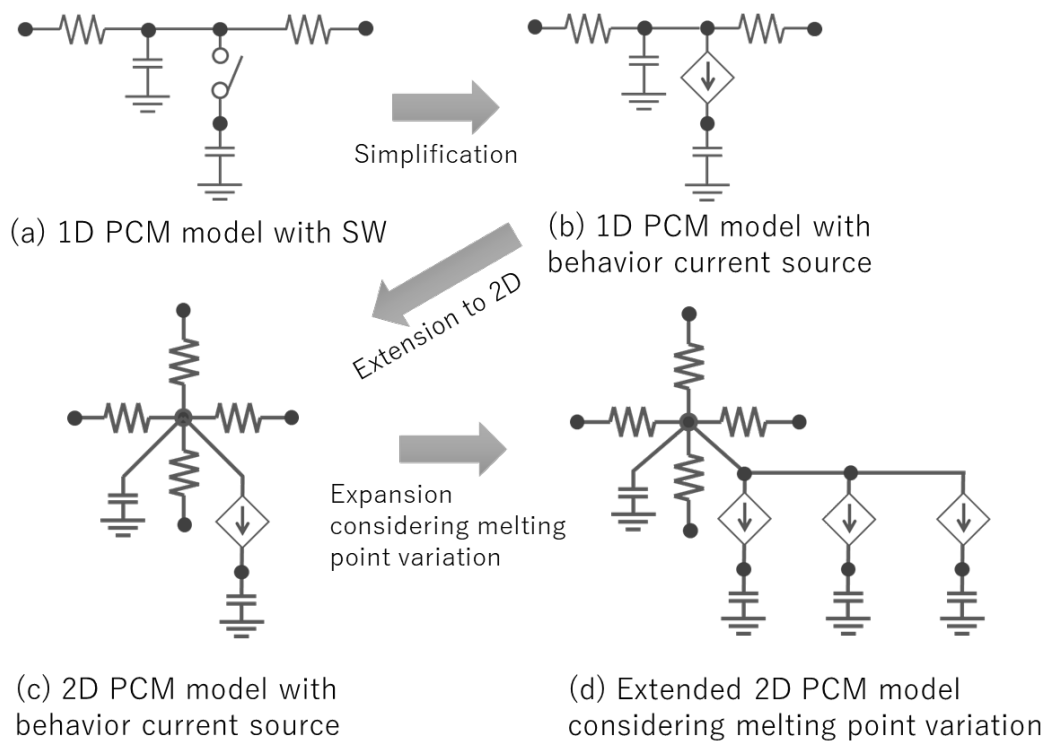 Simplification
(a) 1D PCM model with SW
(b) 1D PCM model with
behavior current source
Extension to 2D
Expansion
considering melting
point variation
(c) 2D PCM model with
behavior current source
(d) Extended 2D PCM model
considering melting point variation